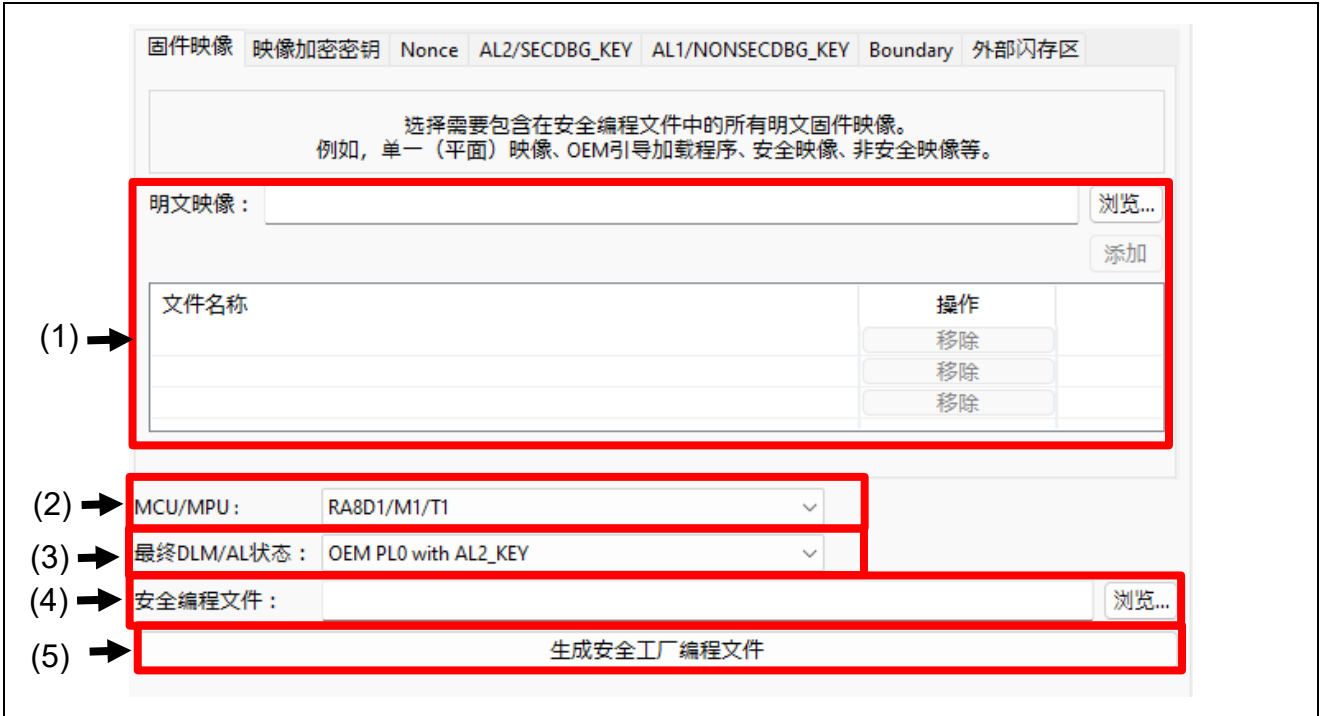 固件映像 映像加密密钥 Nonce AL2/SECDBG_KEY AL1/NONSECDBG_KEY Boundary 外部闪存区
选择需要包含在安全编程文件中的所有明文固件映像。
例如，单一（平面）映像、OEM引导加载程序、安全映像、非安全映像等。
明文映像： 浏览...
添加
文件名称 操作
(1)
移除
移除
移除
(2) MCU/MPU： RA8D1/M1/T1
(3) 最终DLM/AL状态： OEM PL0 with AL2_KEY
(4) 安全编程文件： 浏览...
(5) 生成安全工厂编程文件